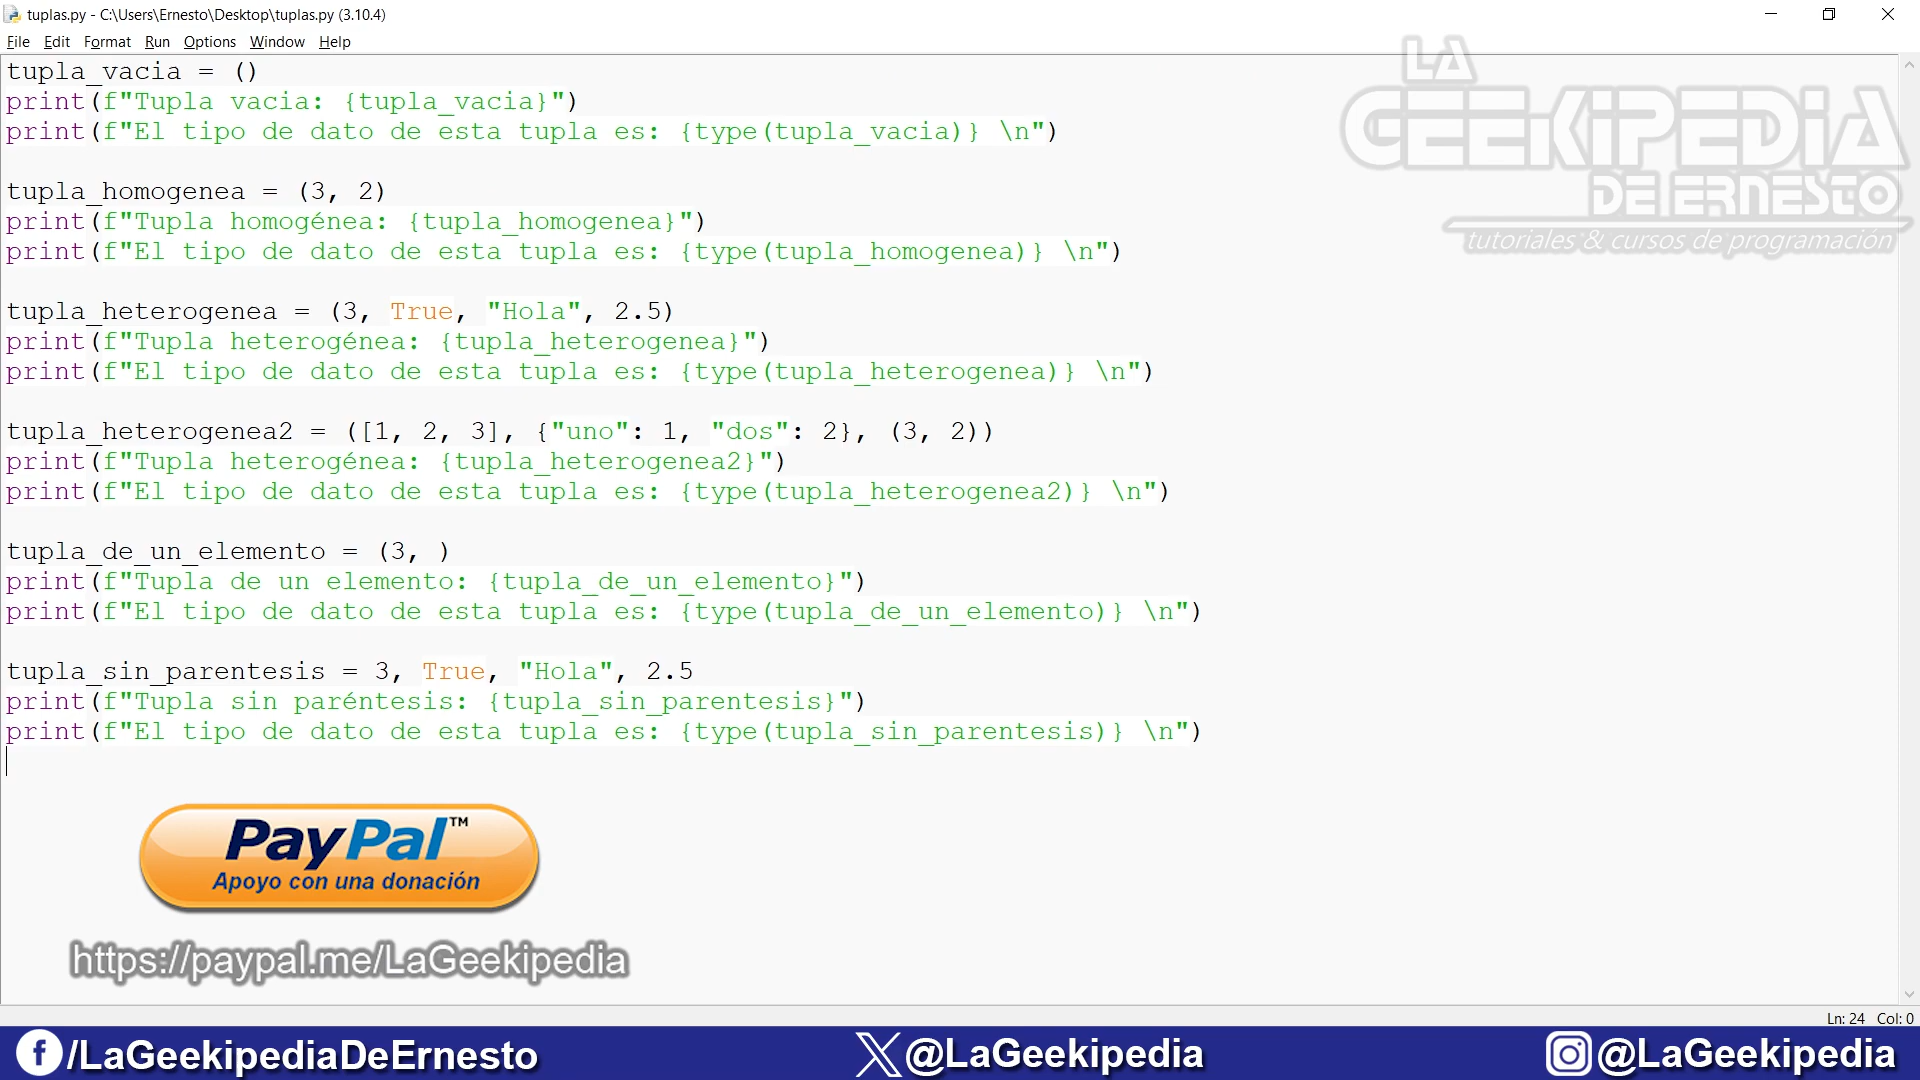 tuplas.py - C:\Users\Ernesto\Desktop\tuplas.py (3.10.4)
File Edit Format Run Options Window Help
tupla_vacia = ()
print(f"Tupla vacia: {tupla_vacia}")
print(f"El tipo de dato de esta tupla es: {type(tupla_vacia)} \n")
tupla_homogenea = (3, 2)
print(f"Tupla homogénea: {tupla_homogenea}")
print(f"El tipo de dato de esta tupla es: {type(tupla_homogenea)} \n")
tupla_heterogenea = (3, True, "Hola", 2.5)
print(f"Tupla heterogénea: {tupla_heterogenea}")
print(f"El tipo de dato de esta tupla es: {type(tupla_heterogenea)} \n")
tupla_heterogenea2 = ([1, 2, 3], {"uno": 1, "dos": 2}, (3, 2))
print(f"Tupla heterogénea: {tupla_heterogenea2}")
print(f"El tipo de dato de esta tupla es: {type(tupla_heterogenea2)} \n")
tupla_de_un_elemento = (3, )
print(f"Tupla de un elemento: {tupla_de_un_elemento}")
print(f"El tipo de dato de esta tupla es: {type(tupla_de_un_elemento)} \n")
tupla_sin_parentesis = 3, True, "Hola", 2.5
print(f"Tupla sin paréntesis: {tupla_sin_parentesis}")
print(f"El tipo de dato de esta tupla es: {type(tupla_sin_parentesis)} \n")
LA
GEEKiPEDiA
DE ERNESTO
tutoriales & cursos de programación
PayPal™
Apoyo con una donación
https://paypal.me/LaGeekipedia
Ln: 24 Col: 0
/LaGeekipediaDeErnesto
@LaGeekipedia
@LaGeekipedia